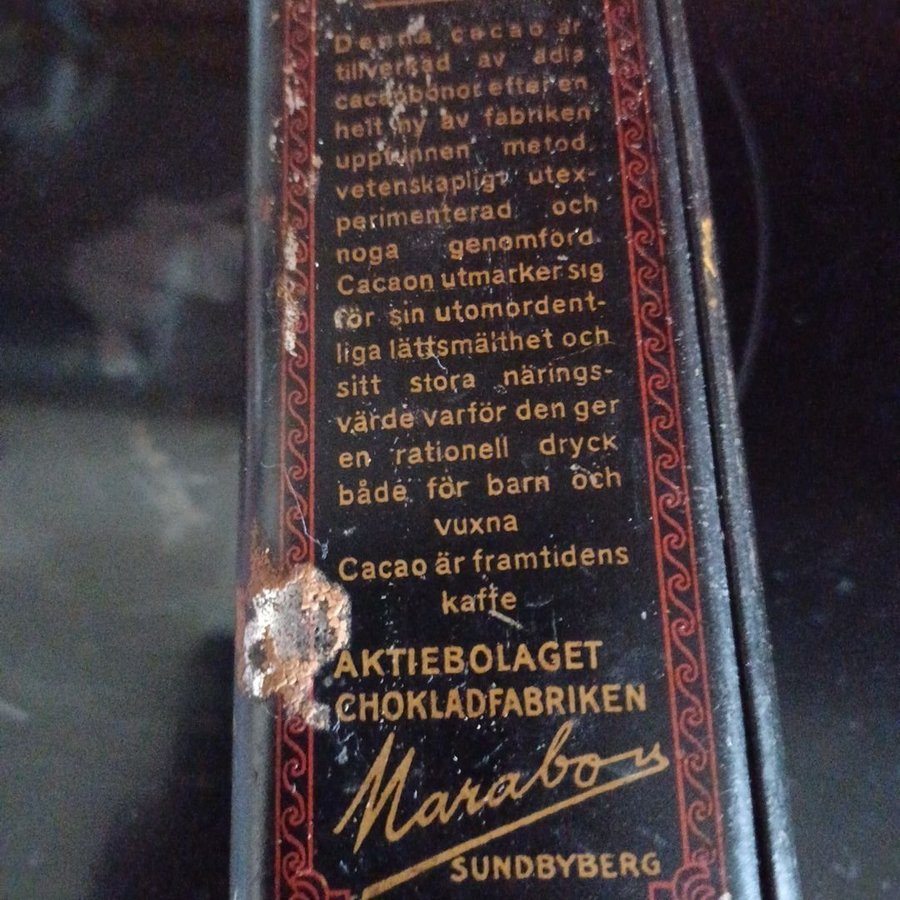 Denna cacao är
tillverkad av ädla
cacaobönor efter en
helt ny av fabriken
uppfunnen metod,
vetenskapligt utex-
perimenterad och
noga genomförd
Cacaon utmärker sig
för sin utomordent-
liga lättsmälthet och
sitt stora närings-
värde varför den ger
en rationell dryck
både för barn och
vuxna
Cacao är framtidens
kaffe
AKTIEBOLAGET
CHOKLADFABRIKEN
Marabou
SUNDBYBERG